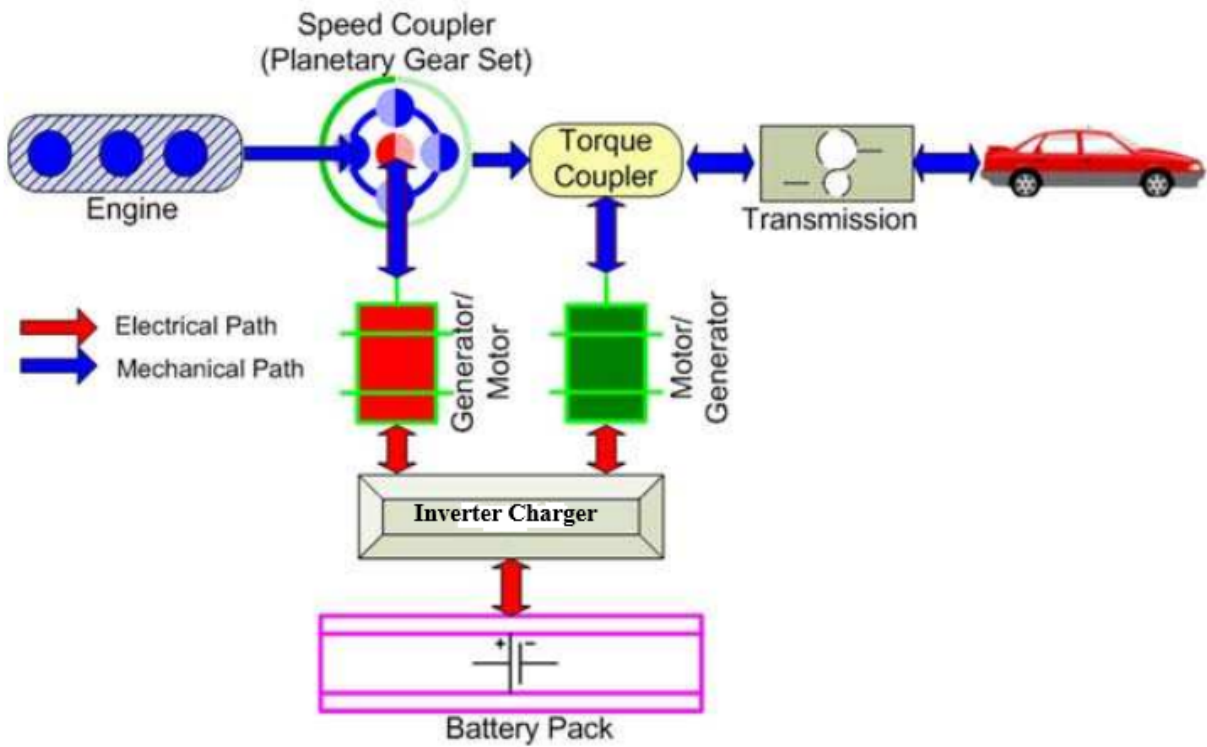 Speed Coupler
(Planetary Gear Set)
Engine
Torque
Coupler
Transmission
Electrical Path
Mechanical Path
Generator/
Motor
Motor/
Generator
Inverter Charger
+ -
Battery Pack